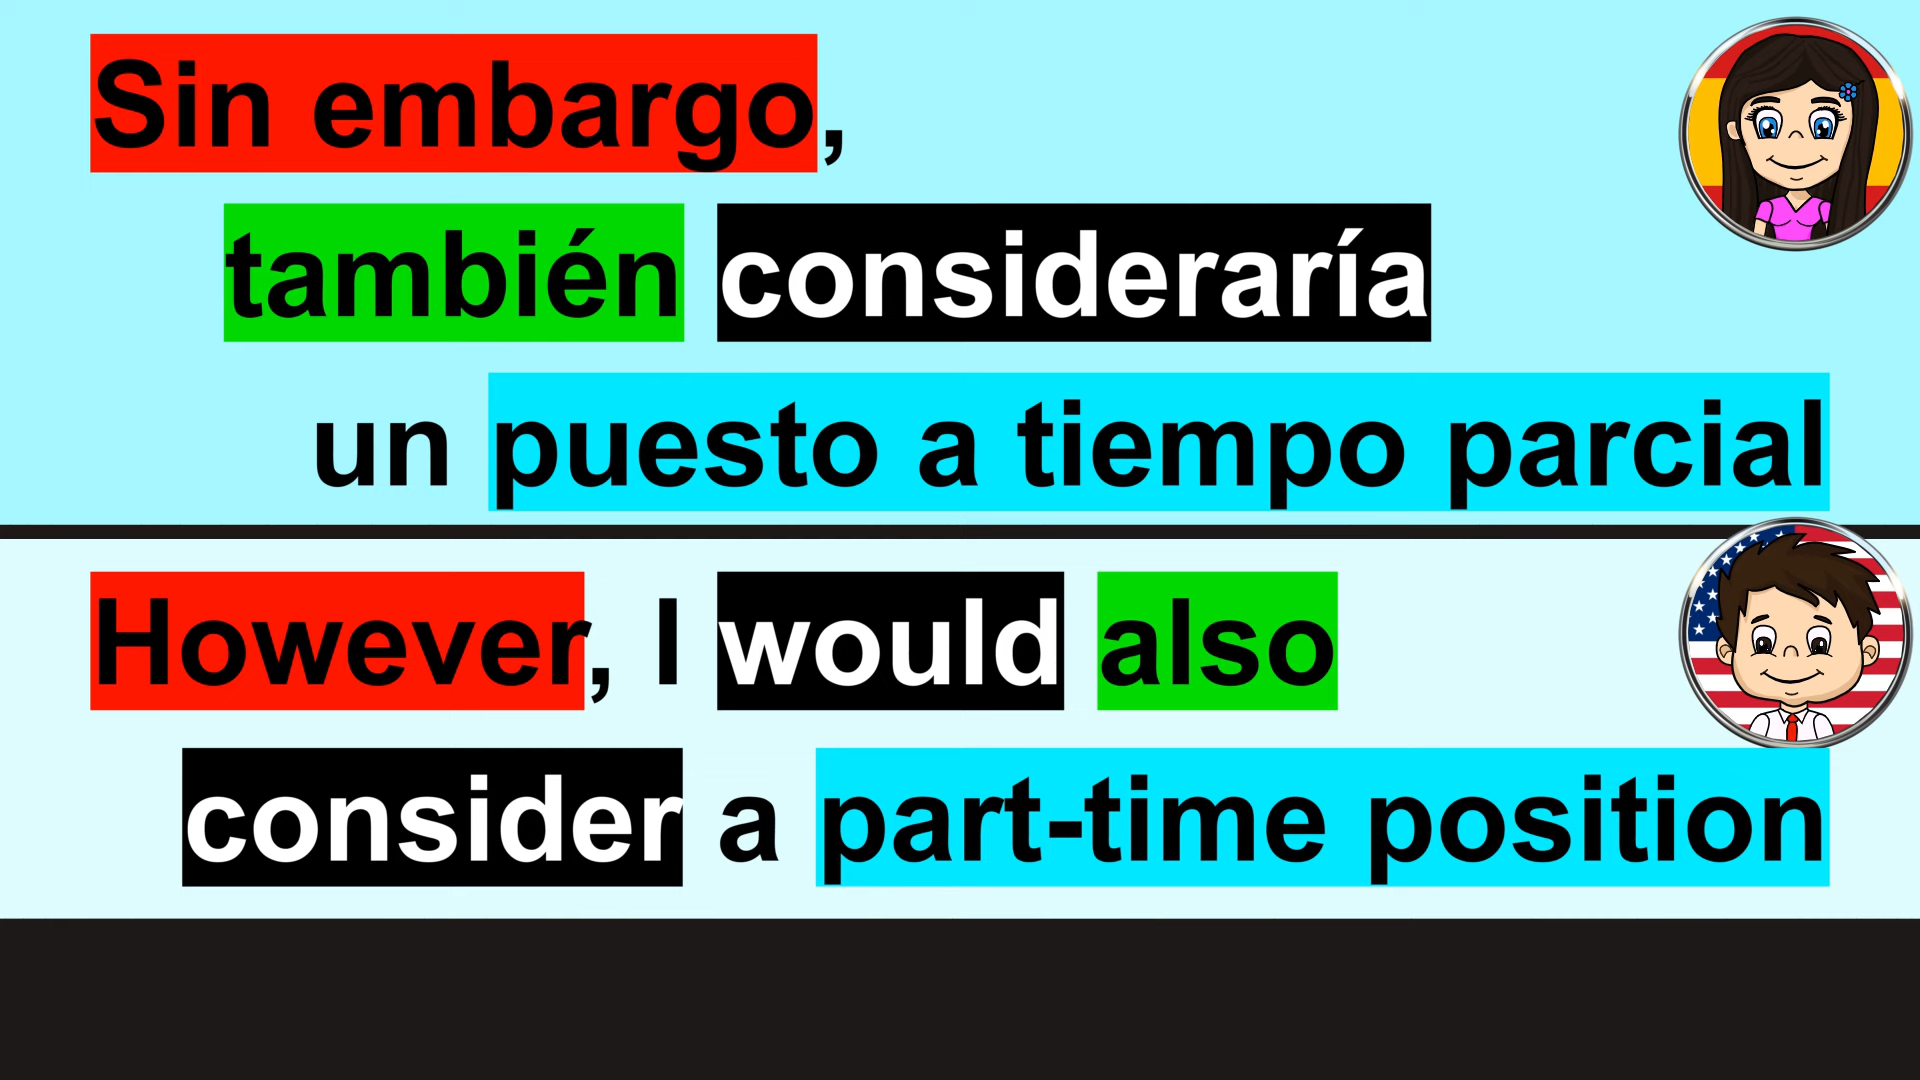 Sin embargo,
también consideraría
un puesto a tiempo parcial
However, I would also
consider a part-time position